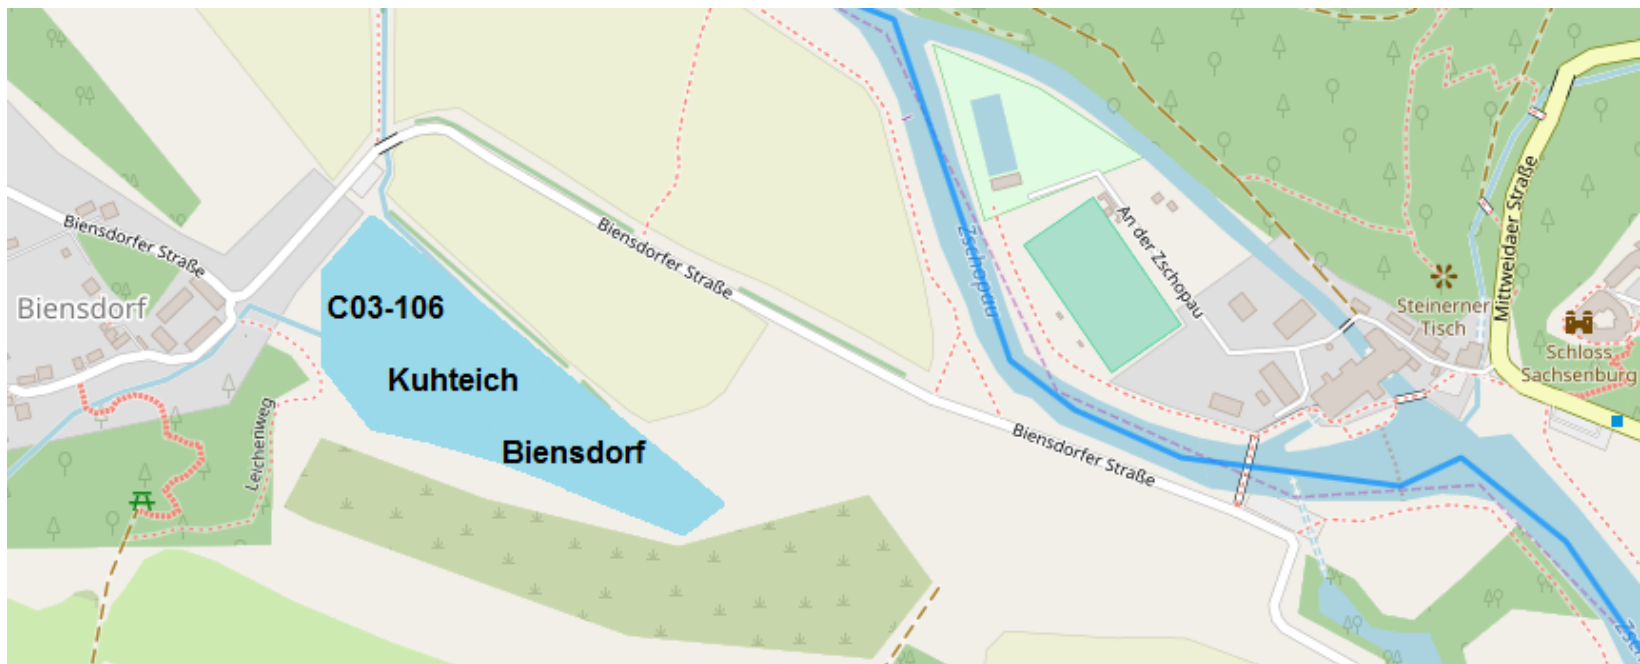 Biensdorfer Straße
Biensdorf
C03-106
Kuhteich
Biensdorf
Leichenweg
Biensdorfer Straße
Biensdorfer Straße
Zschopau
An der Zschopau
Steinerner
Tisch
Mittweidaer Straße
Schloss
Sachsenburg